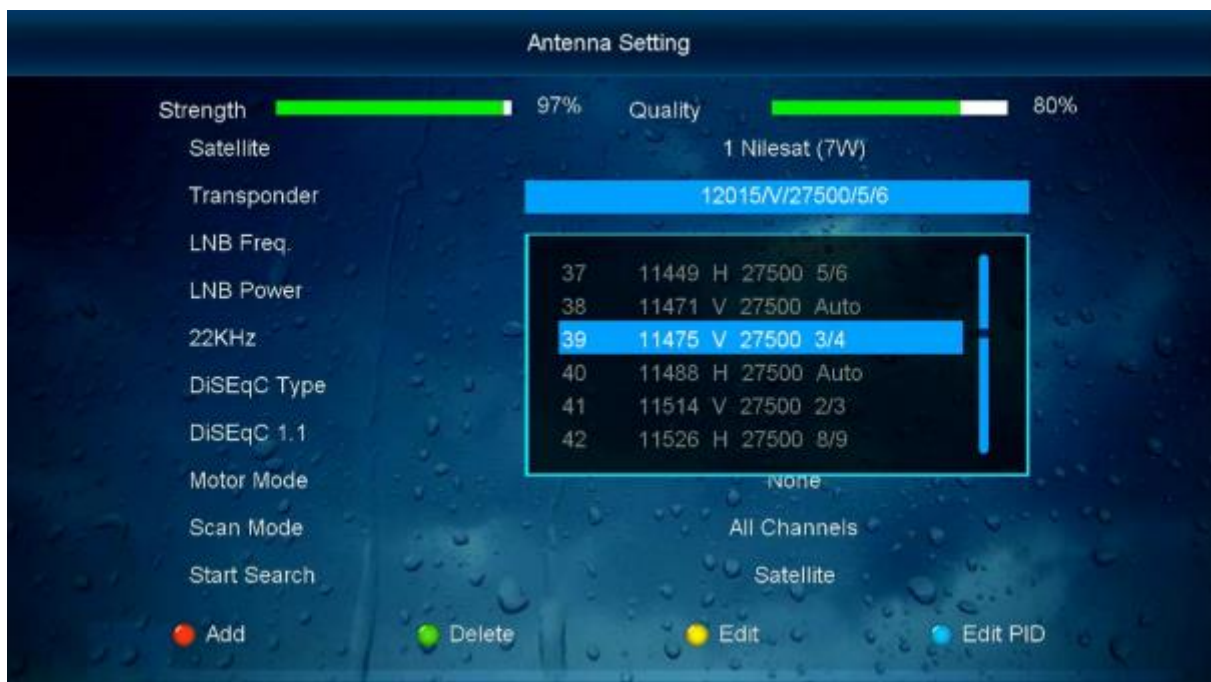 Antenna Setting
Strength 97% Quality 80%
Satellite 1 Nilesat (7W)
Transponder 12015/V/27500/5/6
LNB Freq.
37 11449 H 27500 5/6
LNB Power
38 11471 V 27500 Auto
22KHz
39 11475 V 27500 3/4
40 11488 H 27500 Auto
DiSEqC Type
41 11514 V 27500 2/3
DiSEqC 1.1
42 11526 H 27500 8/9
Motor Mode None
Scan Mode All Channels
Start Search Satellite
Add Delete Edit Edit PID